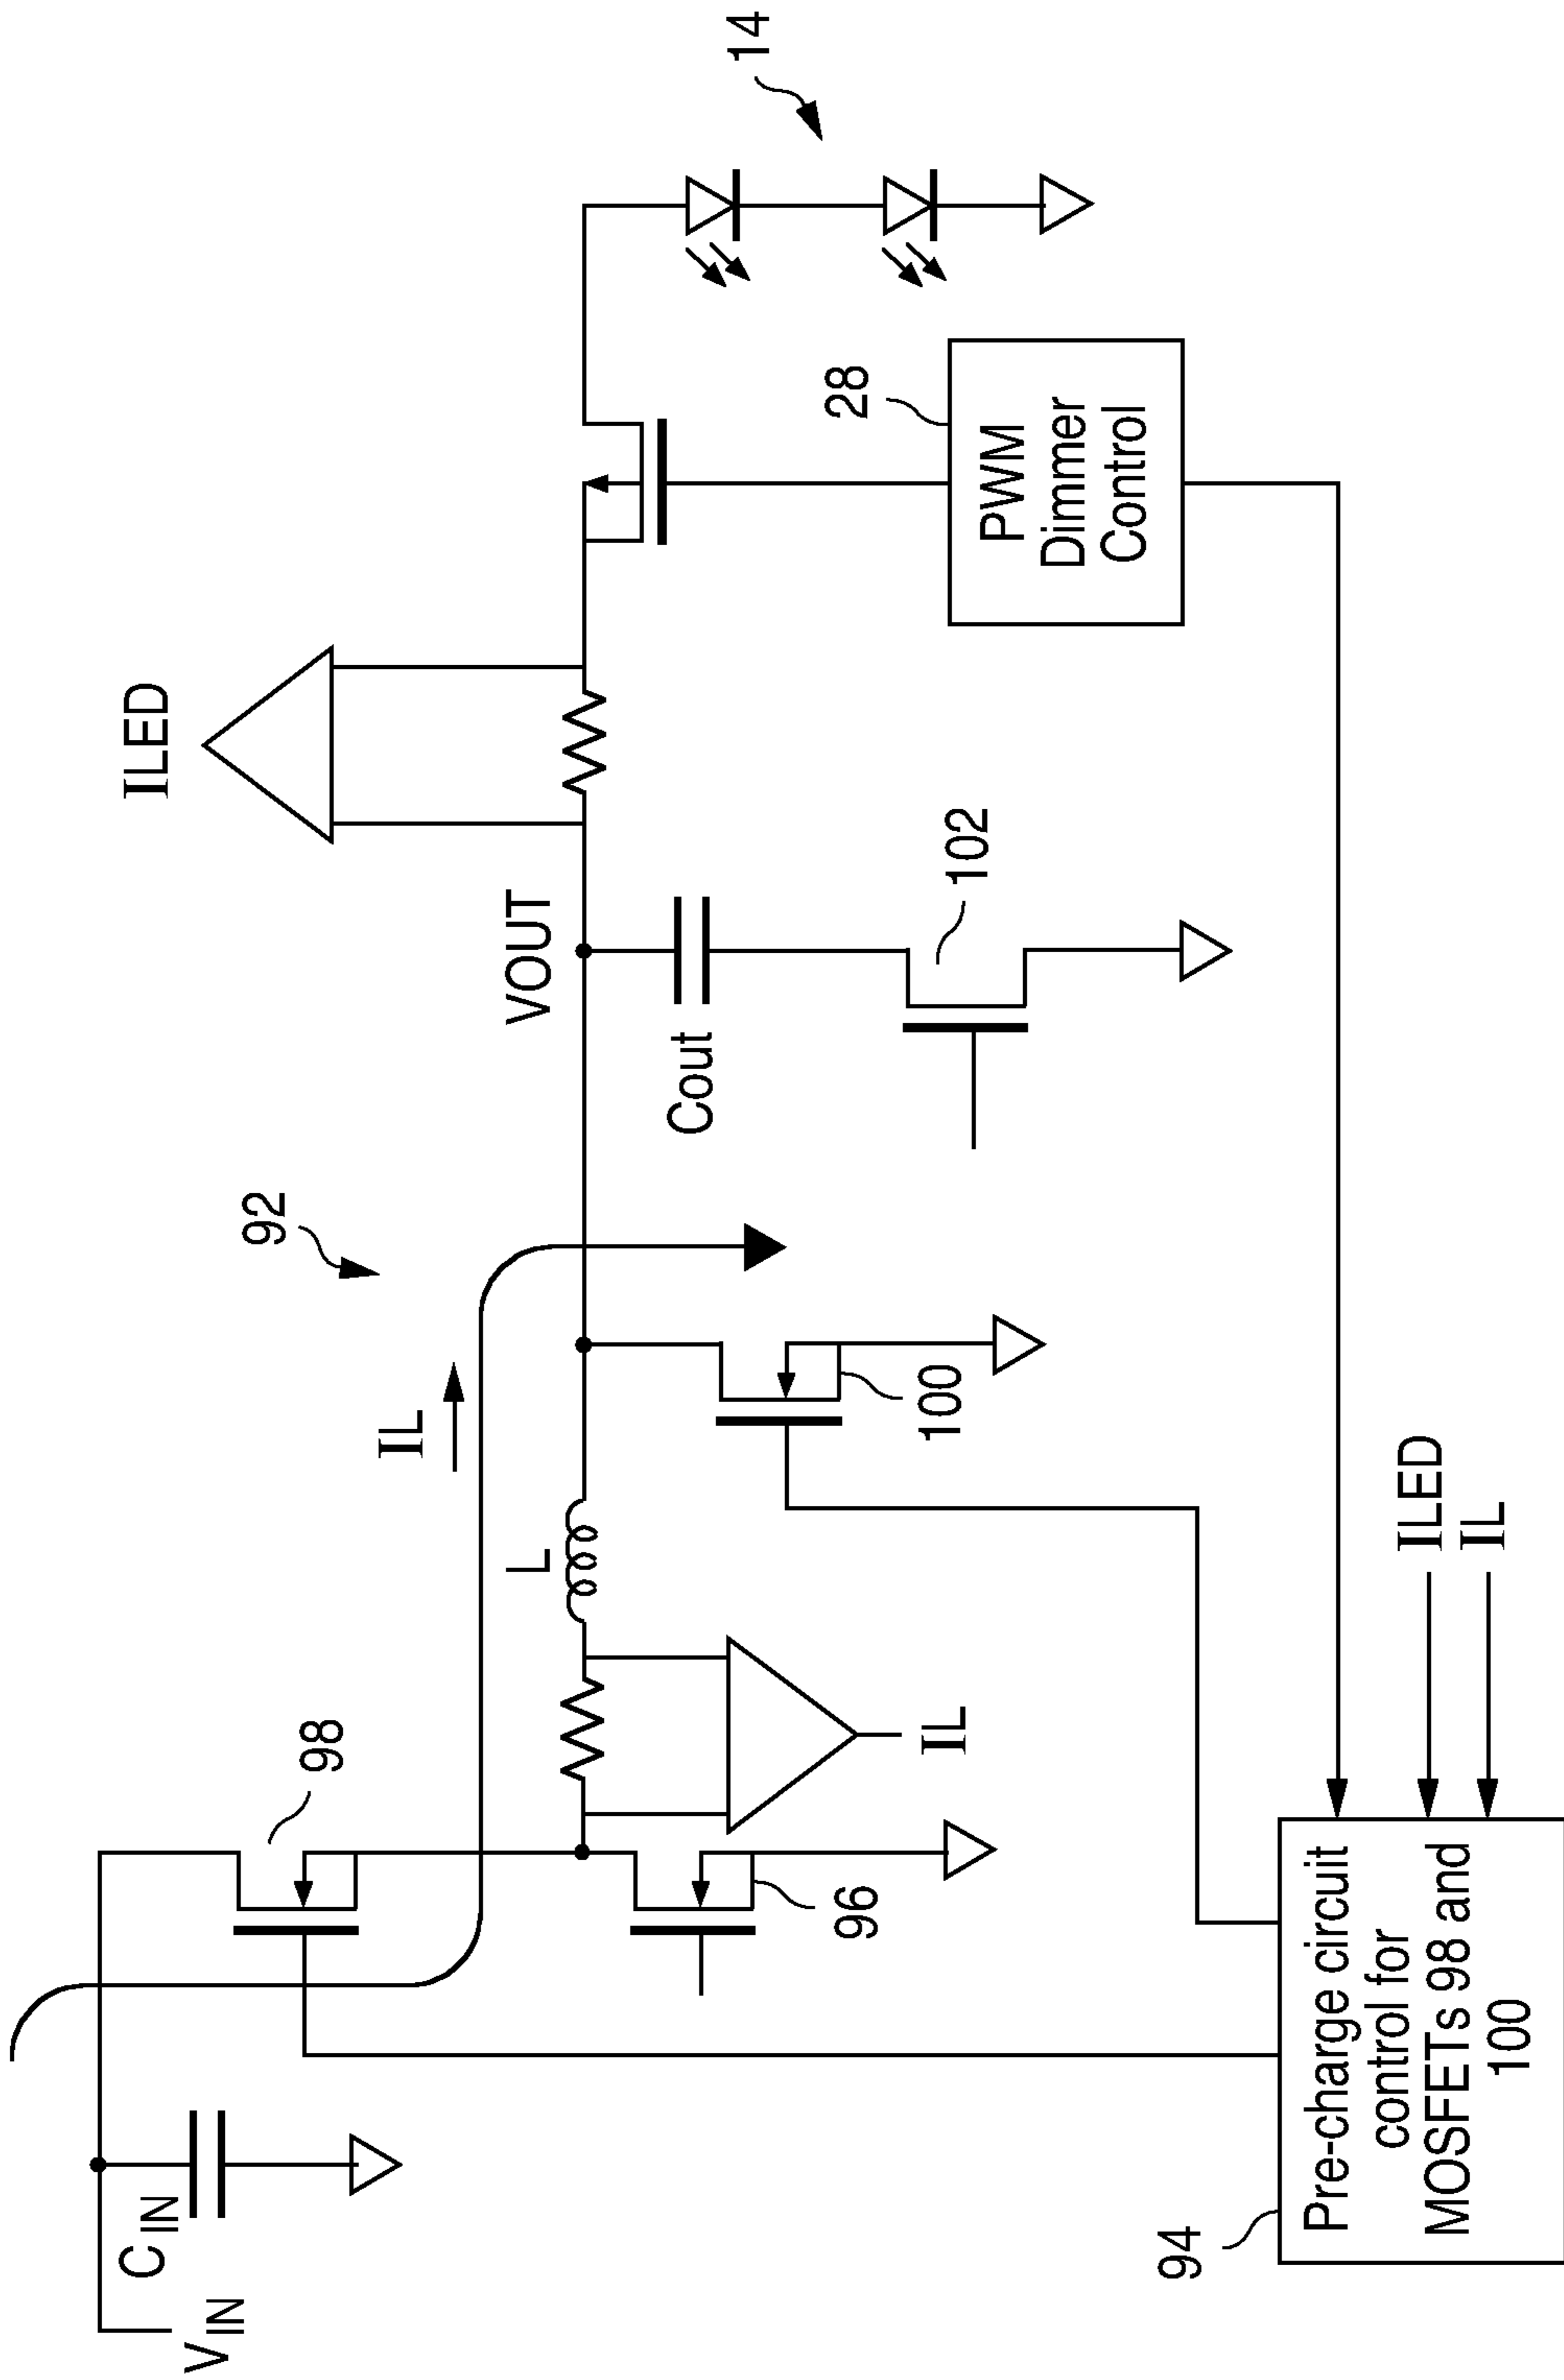 VIN
CIN
98
IL
92
ILED
14
L
VOUT
IL
96
100
Cout
102
28
PWM
Dimmer
Control
94
Pre-charge circuit
control for
MOSFETs 98 and
100
ILED
IL